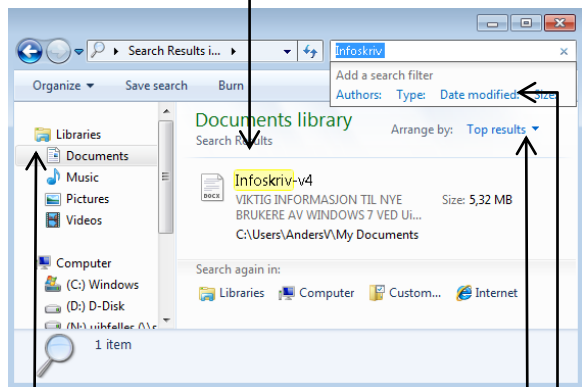 Search Results i...
Infoskriv
Add a search filter
Authors: Type: Date modified: Size:
Organize Save search Burn
Libraries
Documents
Music
Pictures
Videos
Computer
(C:) Windows
(D:) D-Disk
(N:) uibfeller
Documents library
Search Results
Arrange by: Top results
DOCX
Infoskriv-v4
VIKTIG INFORMASJON TIL NYE
BRUKERE AV WINDOWS 7 VED Ui...
Size: 5,32 MB
C:\Users\AndersV\My Documents
Search again in:
Libraries Computer Custom... Internet
1 item